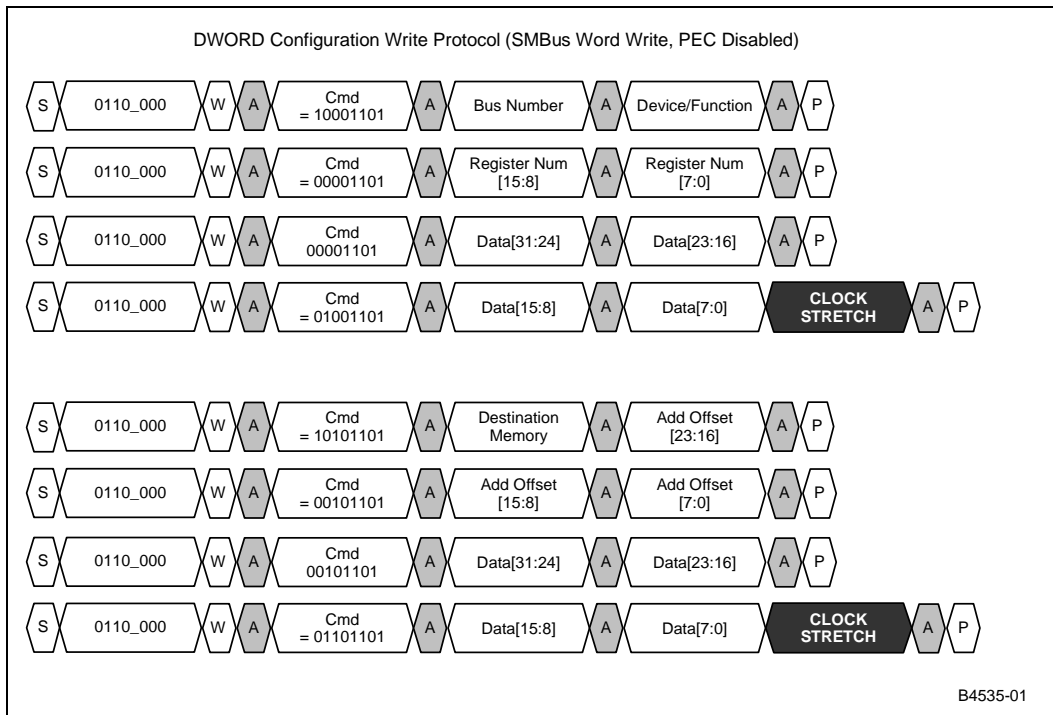 DWORD Configuration Write Protocol (SMBus Word Write, PEC Disabled)
S 0110_000 W A Cmd = 10001101 A Bus Number A Device/Function A P
S 0110_000 W A Cmd = 00001101 A Register Num [15:8] A Register Num [7:0] A P
S 0110_000 W A Cmd 00001101 A Data[31:24] A Data[23:16] A P
S 0110_000 W A Cmd = 01001101 A Data[15:8] A Data[7:0] CLOCK STRETCH A P
S 0110_000 W A Cmd = 10101101 A Destination Memory A Add Offset [23:16] A P
S 0110_000 W A Cmd = 00101101 A Add Offset [15:8] A Add Offset [7:0] A P
S 0110_000 W A Cmd 00101101 A Data[31:24] A Data[23:16] A P
S 0110_000 W A Cmd = 01101101 A Data[15:8] A Data[7:0] CLOCK STRETCH A P
B4535-01